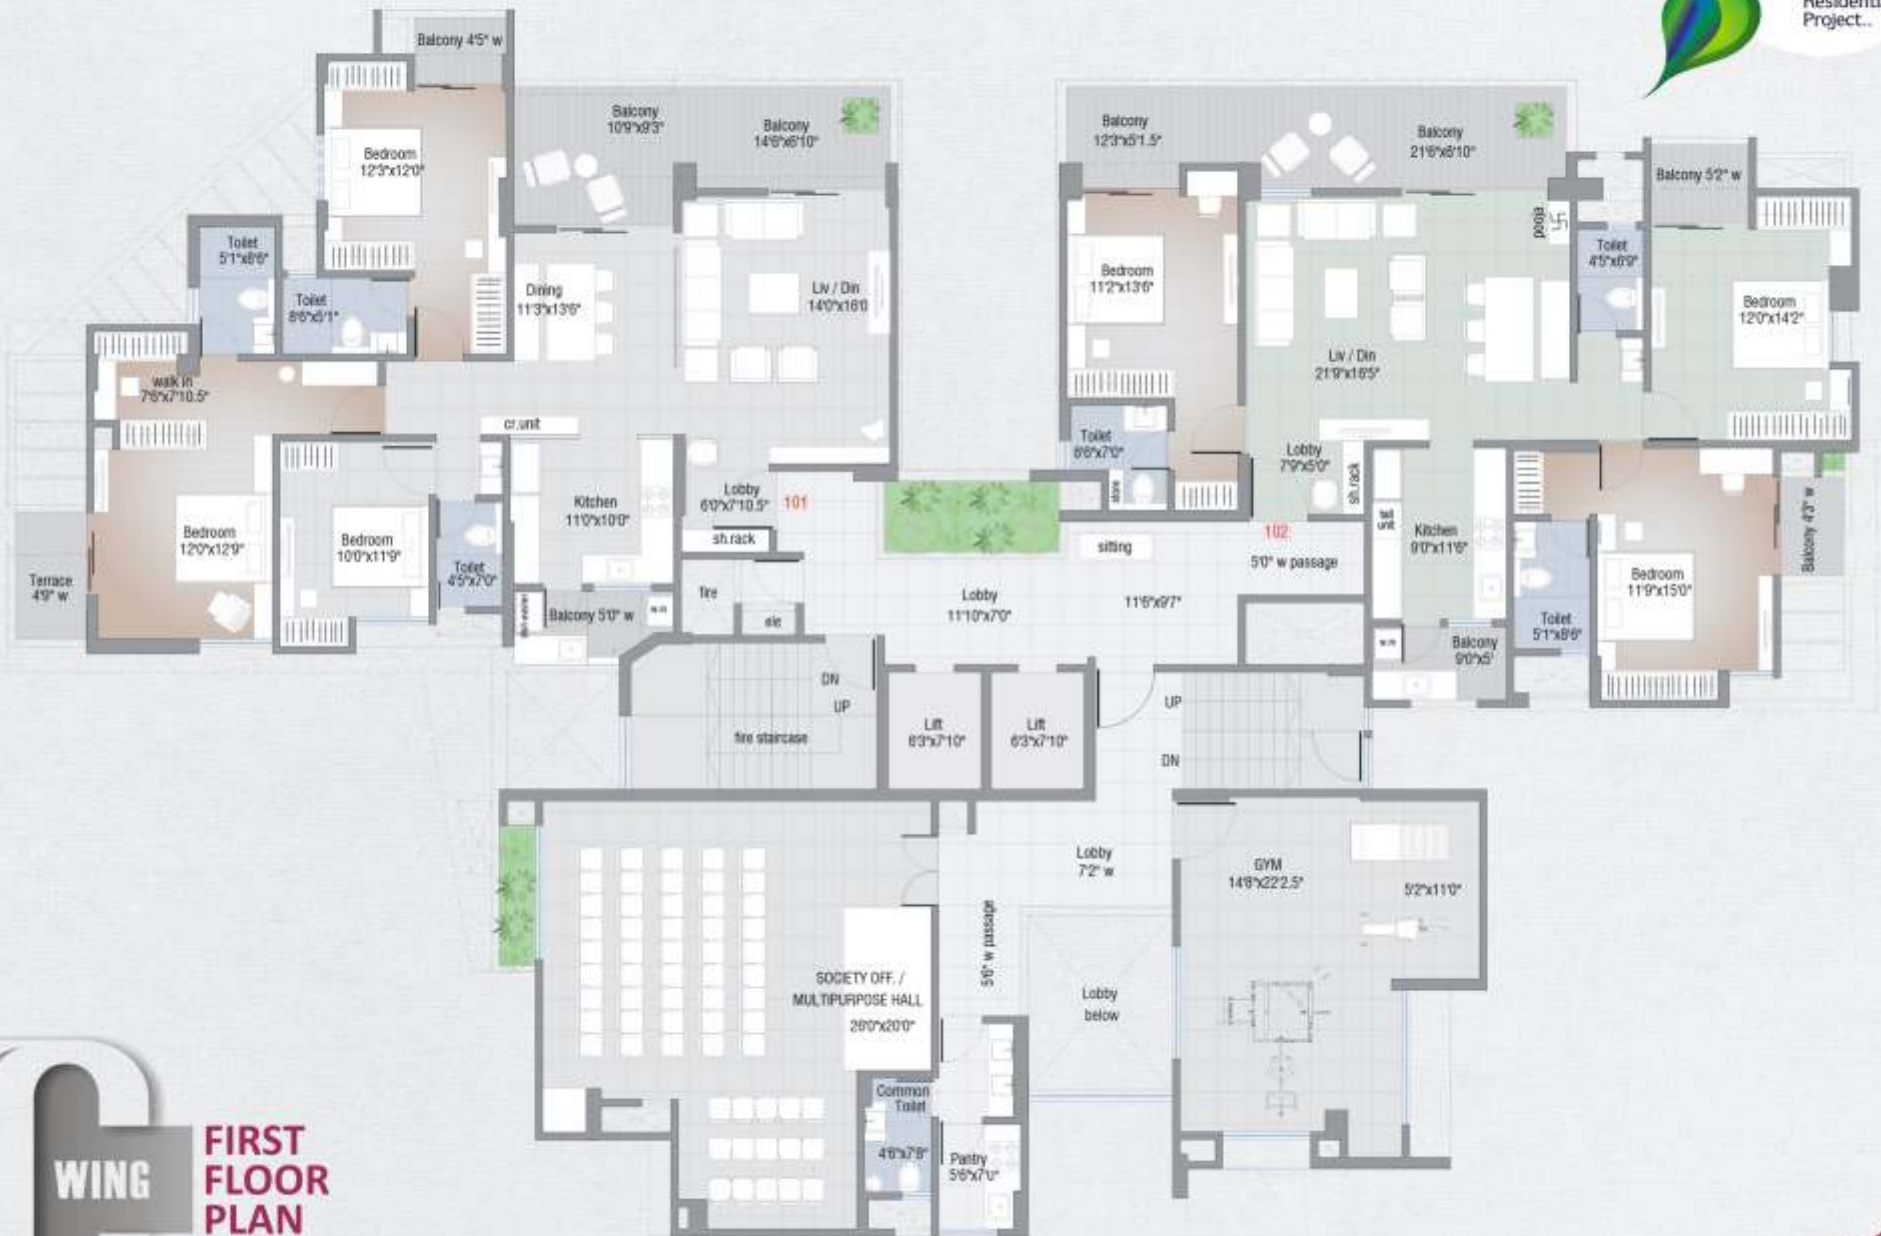 Residential
Project..
Balcony 4'5" w
Balcony
10'9"x9'3"
Balcony
14'6"x6'10"
Bedroom
12'3"x12'0"
Toilet
5'1"x8'6"
Toilet
8'6"x5'1"
Dining
11'3"x13'6"
Liv / Din
14'0"x16'0
walk in
7'6"x7'10.5"
cr.unit
Bedroom
12'0"x12'9"
Bedroom
10'0"x11'9"
Toilet
4'5"x7'0"
Kitchen
11'0"x10'0"
Lobby
6'0"x7'10.5"
101
sh.rack
Terrace
4'9" w
Balcony 5'0" w
fire
ele
Balcony
12'3"x5'1.5"
Balcony
21'6"x6'10"
Balcony 5'2" w
pooja
Toilet
4'5"x6'9"
Bedroom
11'2"x13'6"
Bedroom
12'0"x14'2"
Liv / Din
21'9"x16'5"
Toilet
6'6"x7'0"
store
Lobby
7'9"x5'0"
sh.rack
tall
unit
Kitchen
9'0"x11'6"
Balcony 4'3" w
Bedroom
11'9"x15'0"
Toilet
5'1"x8'6"
Balcony
9'0"x5'
102
sitting
5'0" w passage
Lobby
11'10"x7'0"
11'6"x9'7"
DN
UP
fire staircase
Lift
6'3"x7'10"
Lift
6'3"x7'10"
UP
DN
Lobby
7'2" w
GYM
14'8"x22'2.5"
5'2"x11'0"
5'6" w passage
SOCIETY OFF. /
MULTIPURPOSE HALL
26'0"x20'0"
Lobby
below
Common
Toilet
Pantry
5'6"x7'0"
WING
FIRST
FLOOR
PLAN